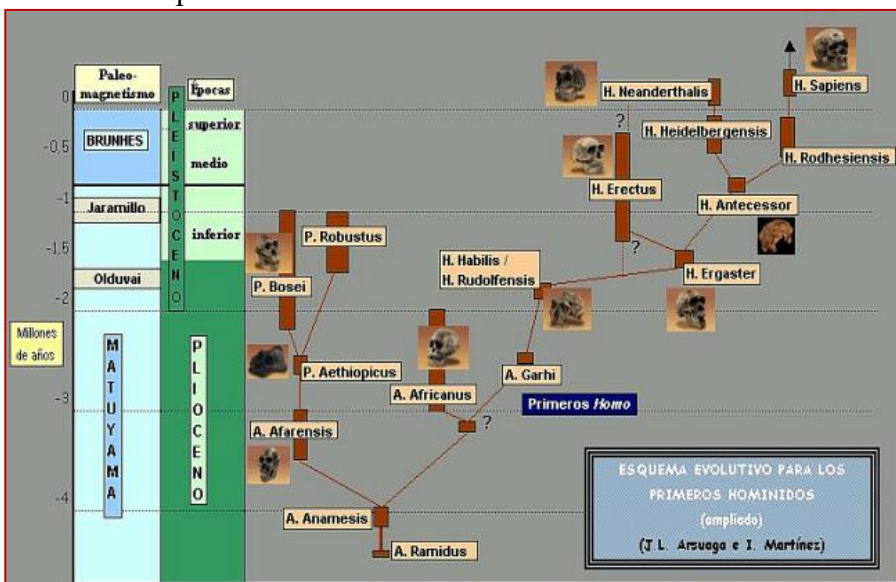 Paleo-
magnetismo
Épocas
0
-0,5
-1
-1,5
-2
-3
-4
Millones
de años
BRUNHES
Jaramillo
Olduvai
MATUYAMA
PLEISTOCENO
PLIOCENO
superior
medio
inferior
H. Neanderthalis
H. Sapiens
?
H. Heidelbergensis
H. Rodhesiensis
H. Erectus
H. Antecessor
?
P. Robustus
H. Habilis /
H. Rudolfensis
H. Ergaster
P. Bosei
P. Aethiopicus
A. Africanus
A. Garhi
Primeros Homo
A. Afarensis
?
A. Anamesis
A. Ramidus
ESQUEMA EVOLUTIVO PARA LOS
PRIMEROS HOMINIDOS
(ampliado)
(J.L. Arsuaga e I. Martínez)